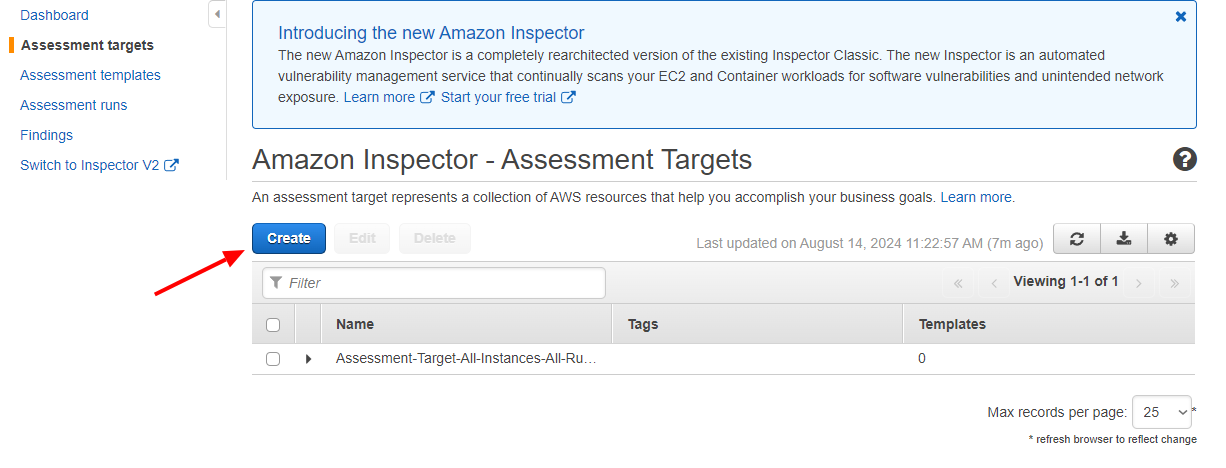 Dashboard
Assessment targets
Assessment templates
Assessment runs
Findings
Switch to Inspector V2
Introducing the new Amazon Inspector
The new Amazon Inspector is a completely rearchitected version of the existing Inspector Classic. The new Inspector is an automated
vulnerability management service that continually scans your EC2 and Container workloads for software vulnerabilities and unintended network
exposure. Learn more Start your free trial
Amazon Inspector - Assessment Targets
An assessment target represents a collection of AWS resources that help you accomplish your business goals. Learn more.
Create Edit Delete Last updated on August 14, 2024 11:22:57 AM (7m ago)
Filter « ‹ Viewing 1-1 of 1 › »
Name Tags Templates
Assessment-Target-All-Instances-All-Ru… 0
Max records per page: 25 *
* refresh browser to reflect change